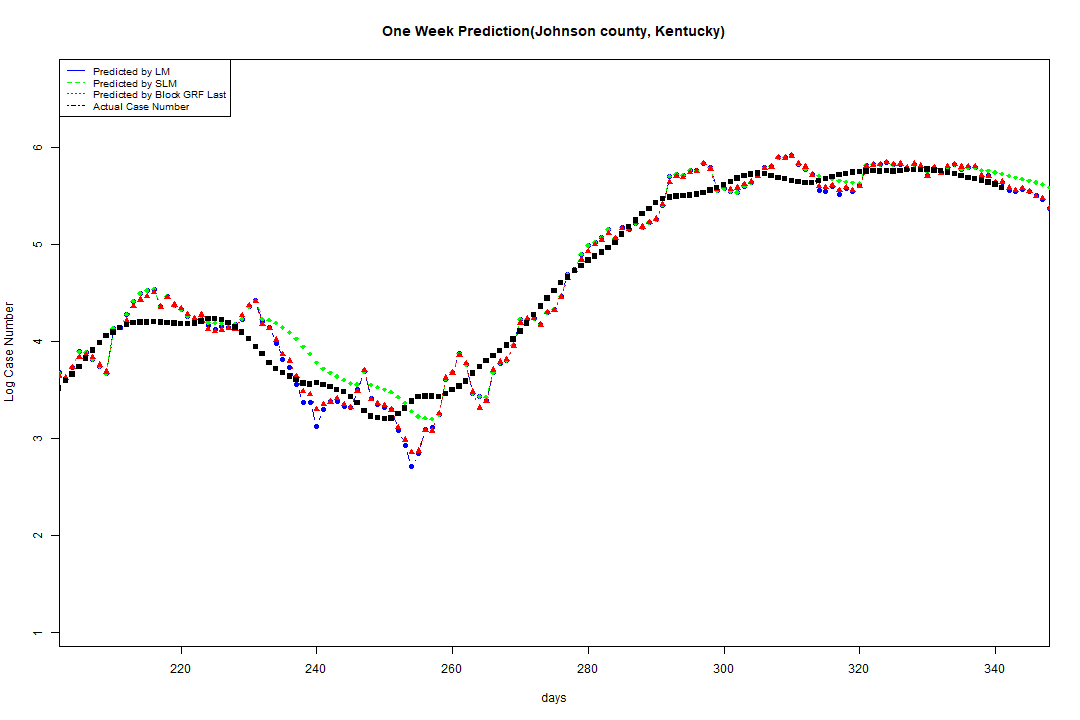 One Week Prediction(Johnson county, Kentucky)
Predicted by LM
Predicted by SLM
Predicted by Block GRF Last
Actual Case Number
Log Case Number
6
5
4
3
2
1
220 240 260 280 300 320 340
days